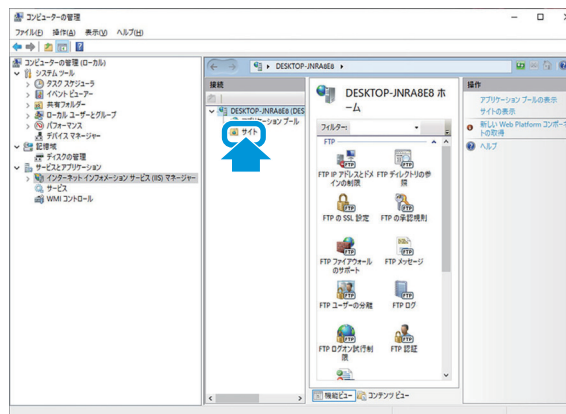 コンピューターの管理
ファイル(F) 操作(A) 表示(V) ヘルプ(H)
コンピューターの管理 (ローカル)
システム ツール
タスク スケジューラ
イベント ビューアー
共有フォルダー
ローカル ユーザーとグループ
パフォーマンス
デバイス マネージャー
記憶域
ディスクの管理
サービスとアプリケーション
インターネット インフォメーション サービス (IIS) マネージャー
サービス
WMI コントロール
DESKTOP-JNRA8E8
接続
DESKTOP-JNRA8E8 (DES
アプリケーション プール
サイト
DESKTOP-JNRA8E8 ホ
ーム
フィルター:
FTP
FTP IP アドレスとドメ
インの制限
FTP ディレクトリの参
照
FTP の SSL 設定
FTP の承認規則
FTP ファイアウォール
のサポート
FTP メッセージ
FTP ユーザーの分離
FTP ログ
FTP ログオン試行制
限
FTP 認証
機能ビュー
コンテンツ ビュー
操作
アプリケーション プールの表示
サイトの表示
新しい Web Platform コンポーネ
トの取得
ヘルプ